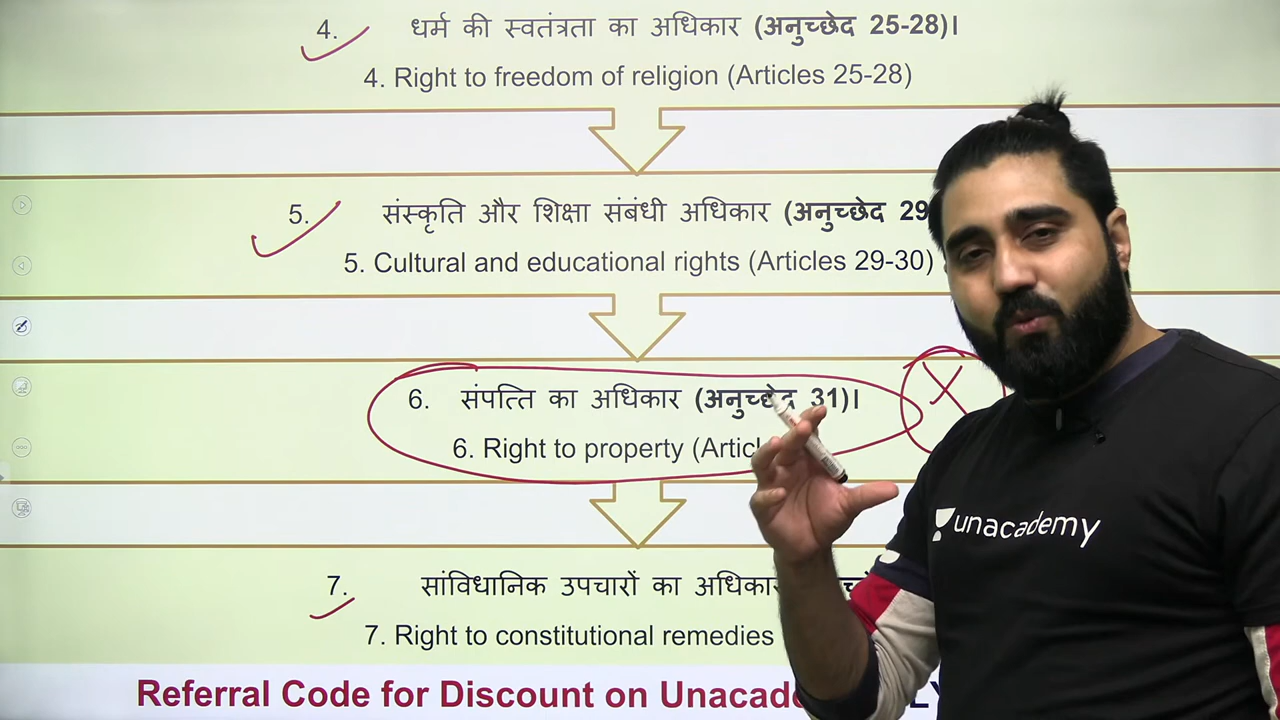 4. धर्म की स्वतंत्रता का अधिकार (अनुच्छेद 25-28)।
4. Right to freedom of religion (Articles 25-28)
5. संस्कृति और शिक्षा संबंधी अधिकार (अनुच्छेद 29
5. Cultural and educational rights (Articles 29-30)
6. संपत्ति का अधिकार (अनुच्छेद 31)।
6. Right to property (Artic
unacademy
7. सांविधानिक उपचारों का अधिकार
7. Right to constitutional remedies
Referral Code for Discount on Unacade